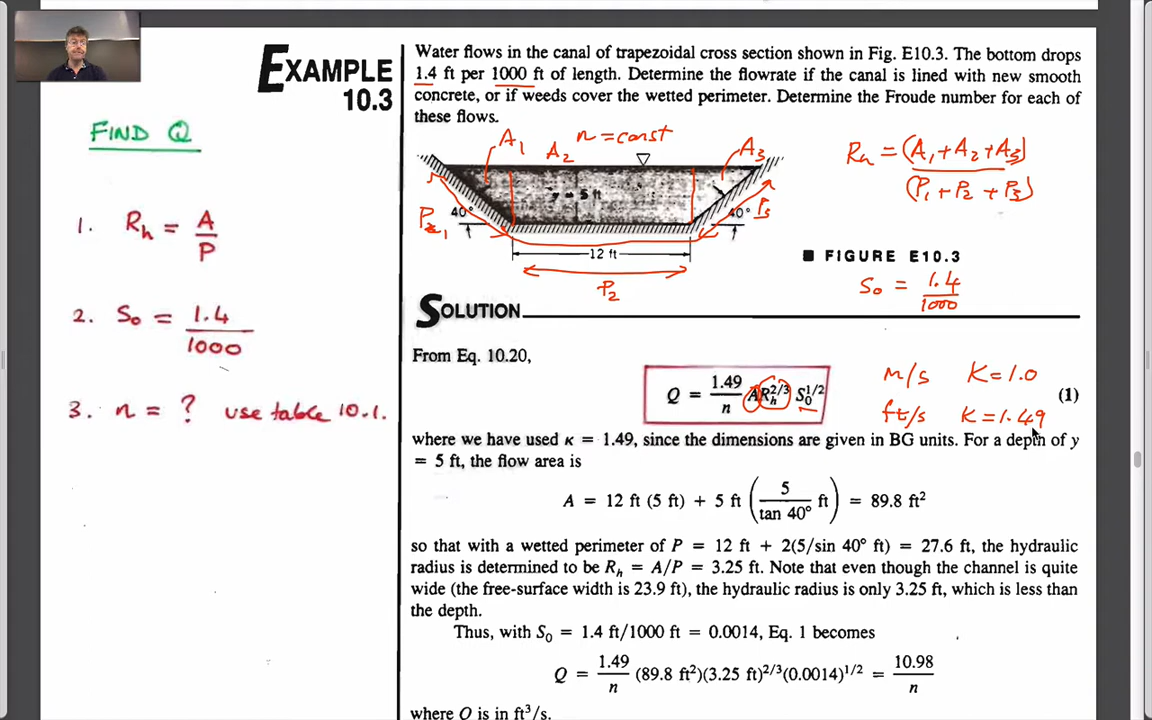 EXAMPLE
10.3
Water flows in the canal of trapezoidal cross section shown in Fig. E10.3. The bottom drops
1.4 ft per 1000 ft of length. Determine the flowrate if the canal is lined with new smooth
concrete, or if weeds cover the wetted perimeter. Determine the Froude number for each of
these flows.
FIND Q
1. Rh = A/P
2. S₀ = 1.4/1000
3. n = ? use table 10.1.
A₁ A₂ n = const A₃
y = 5 ft
P₁ 40° 40° P₃
12 ft
P₂
Rh = (A₁ + A₂ + A₃)/(P₁ + P₂ + P₃)
■ FIGURE E10.3
S₀ = 1.4/1000
SOLUTION
From Eq. 10.20,
Q = 1.49/n A R_h^{2/3} S_0^{1/2} (1)
m/s K = 1.0
ft/s K = 1.49
where we have used κ = 1.49, since the dimensions are given in BG units. For a depth of y
= 5 ft, the flow area is
A = 12 ft (5 ft) + 5 ft (5/tan 40° ft) = 89.8 ft²
so that with a wetted perimeter of P = 12 ft + 2(5/sin 40° ft) = 27.6 ft, the hydraulic
radius is determined to be R_h = A/P = 3.25 ft. Note that even though the channel is quite
wide (the free-surface width is 23.9 ft), the hydraulic radius is only 3.25 ft, which is less than
the depth.
Thus, with S₀ = 1.4 ft/1000 ft = 0.0014, Eq. 1 becomes
Q = 1.49/n (89.8 ft²)(3.25 ft)^{2/3}(0.0014)^{1/2} = 10.98/n
where Q is in ft³/s.